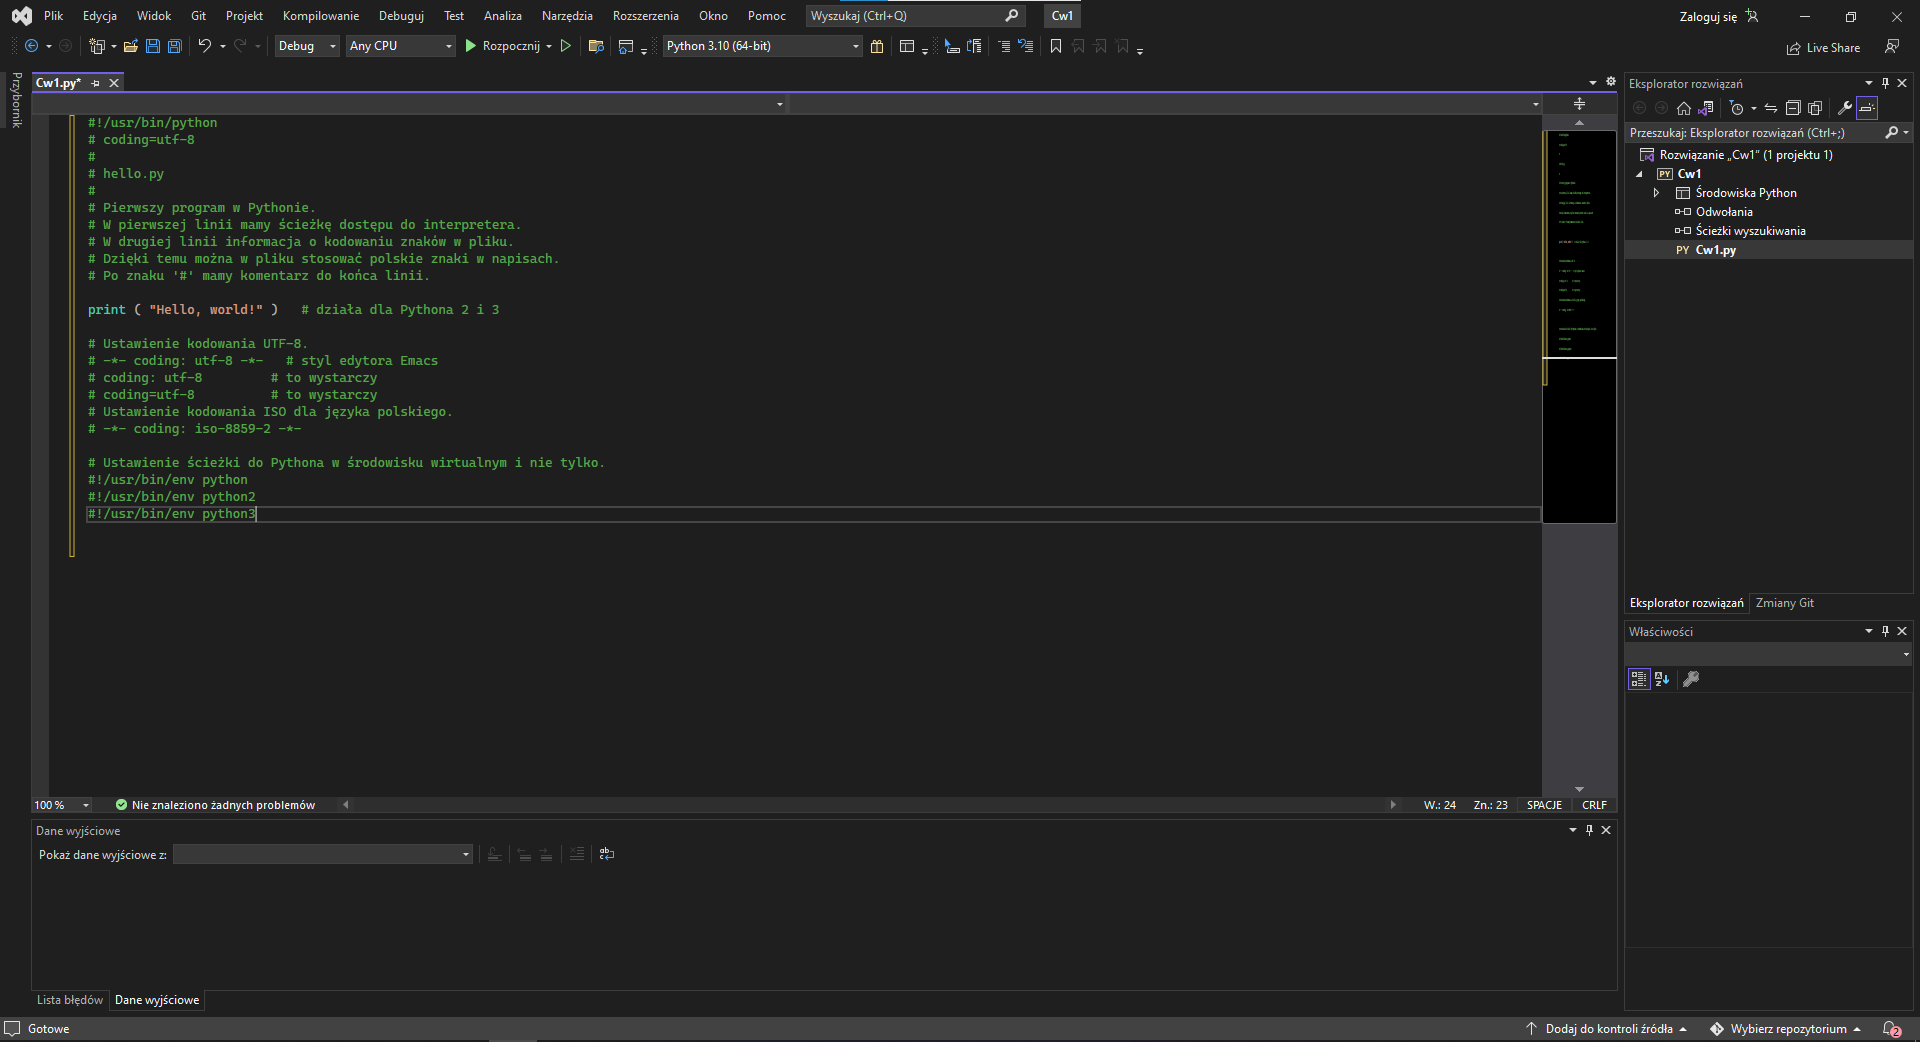 Plik Edycja Widok Git Projekt Kompilowanie Debuguj Test Analiza Narzędzia Rozszerzenia Okno Pomoc Wyszukaj (Ctrl+Q) Cw1 Zaloguj się
Debug Any CPU Rozpocznij Python 3.10 (64-bit) Live Share
Przybornik
Cw1.py*
#!/usr/bin/python
# coding=utf-8
#
# hello.py
#
# Pierwszy program w Pythonie.
# W pierwszej linii mamy ścieżkę dostępu do interpretera.
# W drugiej linii informacja o kodowaniu znaków w pliku.
# Dzięki temu można w pliku stosować polskie znaki w napisach.
# Po znaku '#' mamy komentarz do końca linii.
print ( "Hello, world!" )   # działa dla Pythona 2 i 3
# Ustawienie kodowania UTF-8.
# -*- coding: utf-8 -*-   # styl edytora Emacs
# coding: utf-8         # to wystarczy
# coding=utf-8          # to wystarczy
# Ustawienie kodowania ISO dla języka polskiego.
# -*- coding: iso-8859-2 -*-
# Ustawienie ścieżki do Pythona w środowisku wirtualnym i nie tylko.
#!/usr/bin/env python
#!/usr/bin/env python2
#!/usr/bin/env python3
100 % Nie znaleziono żadnych problemów W.: 24 Zn.: 23 SPACJE CRLF
Dane wyjściowe
Pokaż dane wyjściowe z:
Lista błędów Dane wyjściowe
Eksplorator rozwiązań
Przeszukaj: Eksplorator rozwiązań (Ctrl+;)
Rozwiązanie „Cw1” (1 projektu 1)
PY Cw1
Środowiska Python
Odwołania
Ścieżki wyszukiwania
PY Cw1.py
Eksplorator rozwiązań Zmiany Git
Właściwości
Gotowe Dodaj do kontroli źródła Wybierz repozytorium 2